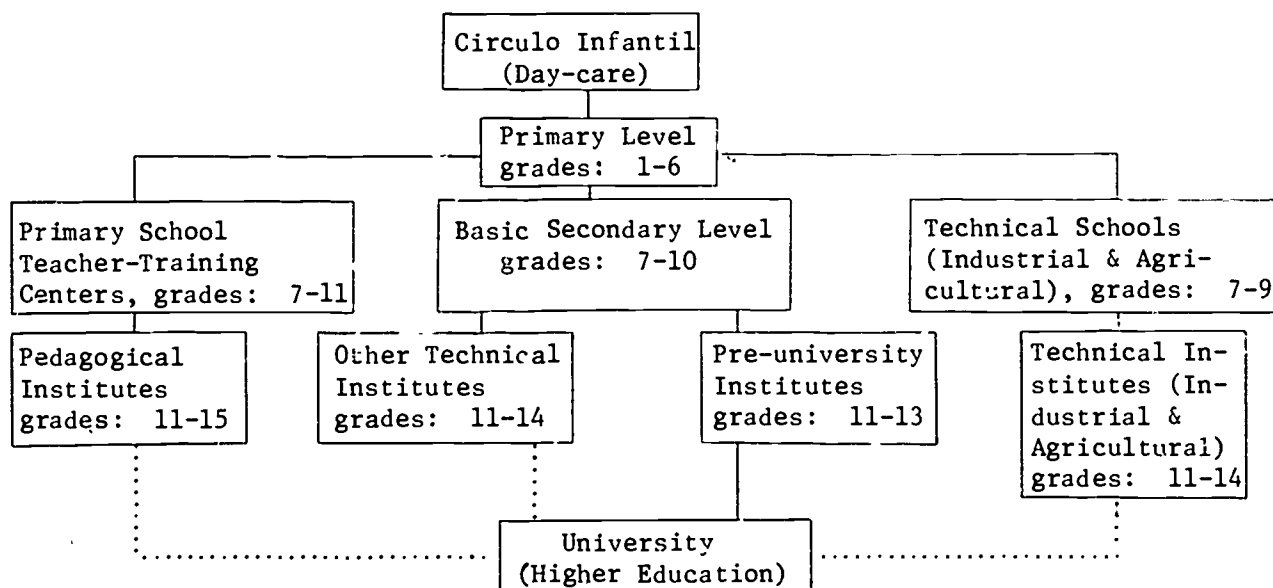 Circulo Infantil
(Day-care)
Primary Level
grades: 1-6
Primary School
Teacher-Training
Centers, grades: 7-11
Basic Secondary Level
grades: 7-10
Technical Schools
(Industrial & Agri-
cultural), grades: 7-9
Pedagogical
Institutes
grades: 11-15
Other Technical
Institutes
grades: 11-14
Pre-university
Institutes
grades: 11-13
Technical In-
stitutes (In-
dustrial &
Agricultural)
grades: 11-14
University
(Higher Education)